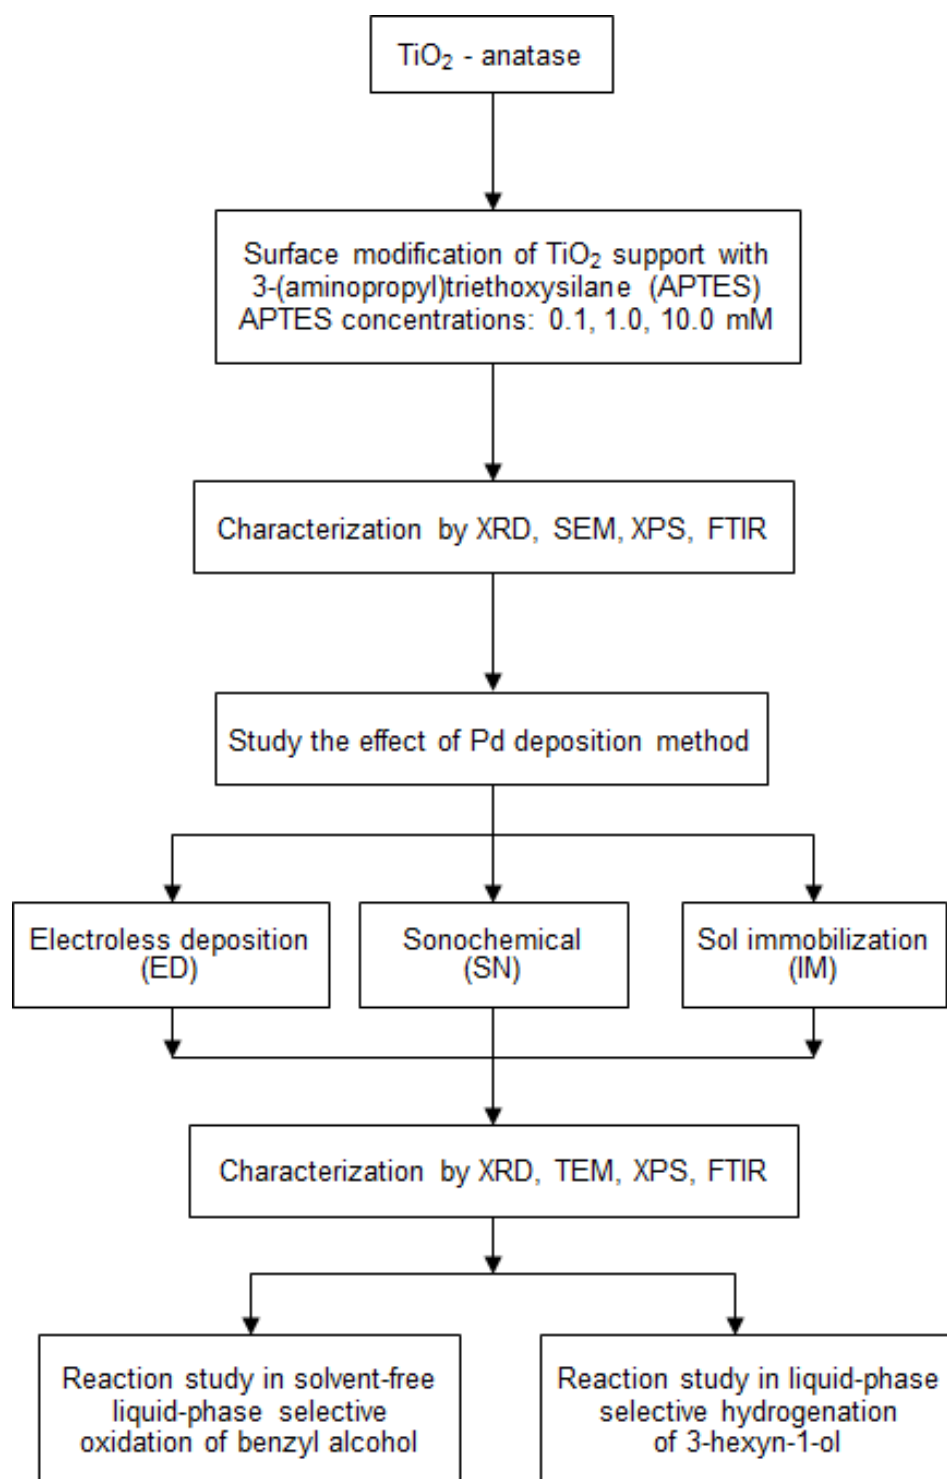 TiO₂ - anatase
Surface modification of TiO₂ support with
3-(aminopropyl)triethoxysilane (APTES)
APTES concentrations: 0.1, 1.0, 10.0 mM
Characterization by XRD, SEM, XPS, FTIR
Study the effect of Pd deposition method
Electroless deposition
(ED)
Sonochemical
(SN)
Sol immobilization
(IM)
Characterization by XRD, TEM, XPS, FTIR
Reaction study in solvent-free
liquid-phase selective
oxidation of benzyl alcohol
Reaction study in liquid-phase
selective hydrogenation
of 3-hexyn-1-ol